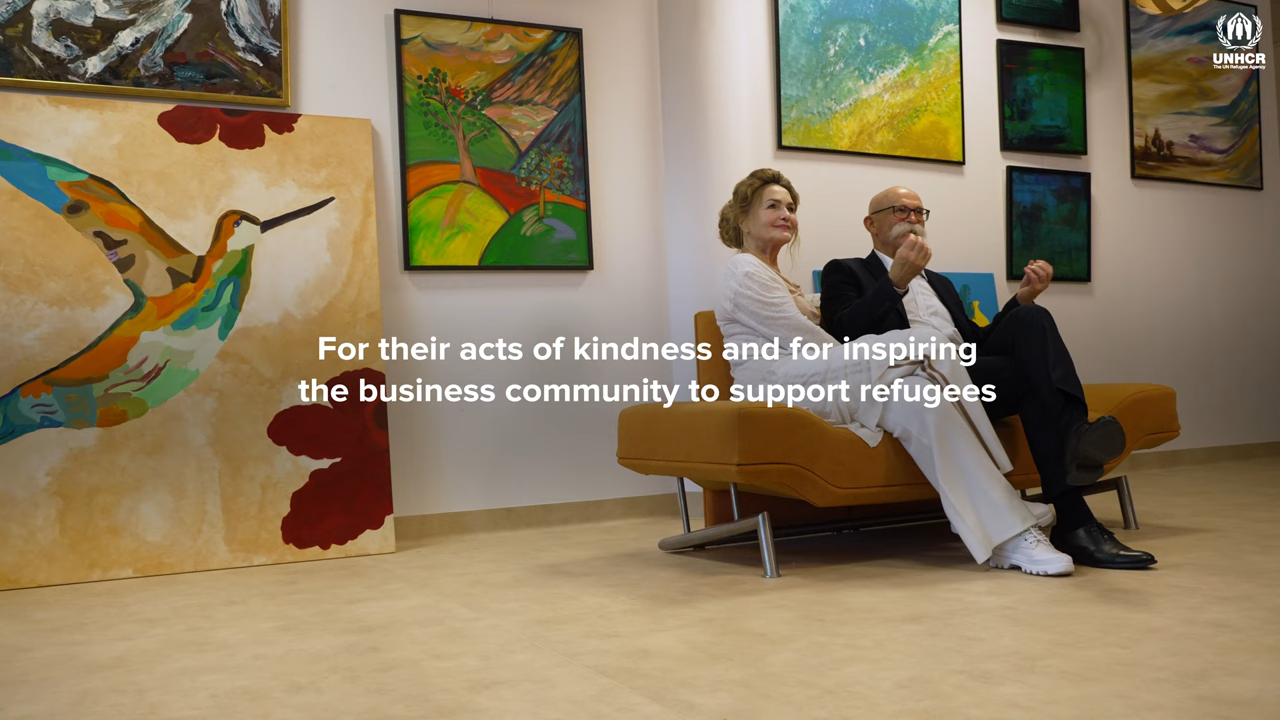 UNHCR
The UN Refugee Agency
For their acts of kindness and for inspiring
the business community to support refugees